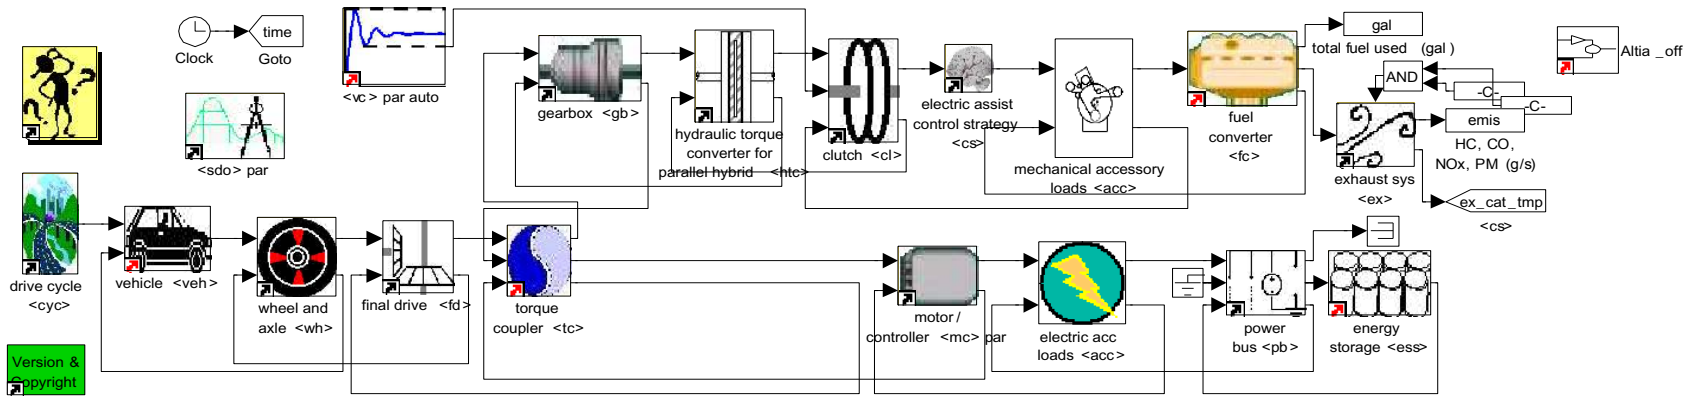 Clock
time
Goto
<vc> par auto
<sdo> par
gearbox <gb>
hydraulic torque
converter for
parallel hybrid <htc>
clutch <cl>
electric assist
control strategy
<cs>
mechanical accessory
loads <acc>
fuel
converter
<fc>
gal
total fuel used (gal )
AND
-C-
-C-
emis
HC, CO,
NOx, PM (g/s)
exhaust sys
<ex>
ex_cat_tmp
<cs>
Altia _off
drive cycle
<cyc>
vehicle <veh>
wheel and
axle <wh>
final drive <fd>
torque
coupler <tc>
motor /
controller <mc> par
electric acc
loads <acc>
power
bus <pb>
energy
storage <ess>
Version &
Copyright